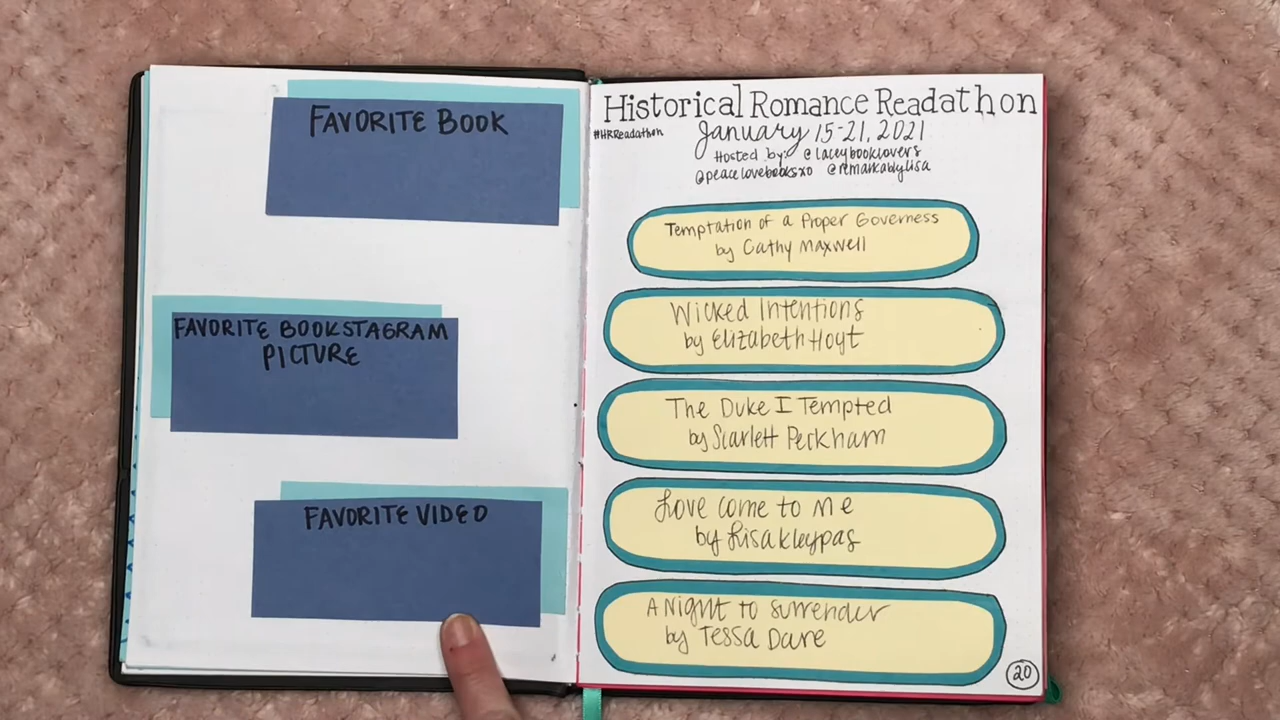 FAVORITE BOOK
FAVORITE BOOKSTAGRAM
PICTURE
FAVORITE VIDEO
Historical Romance Readathon
#HRReadathon
January 15-21, 2021
Hosted by: @laceybooklovers
@peacelovebooksxo @remarkablylisa
Temptation of a Proper Governess
by Cathy Maxwell
Wicked Intentions
by Elizabeth Hoyt
The Duke I Tempted
by Scarlett Peckham
Love come to me
by Lisa Kleypas
A Night to Surrender
by Tessa Dare
20